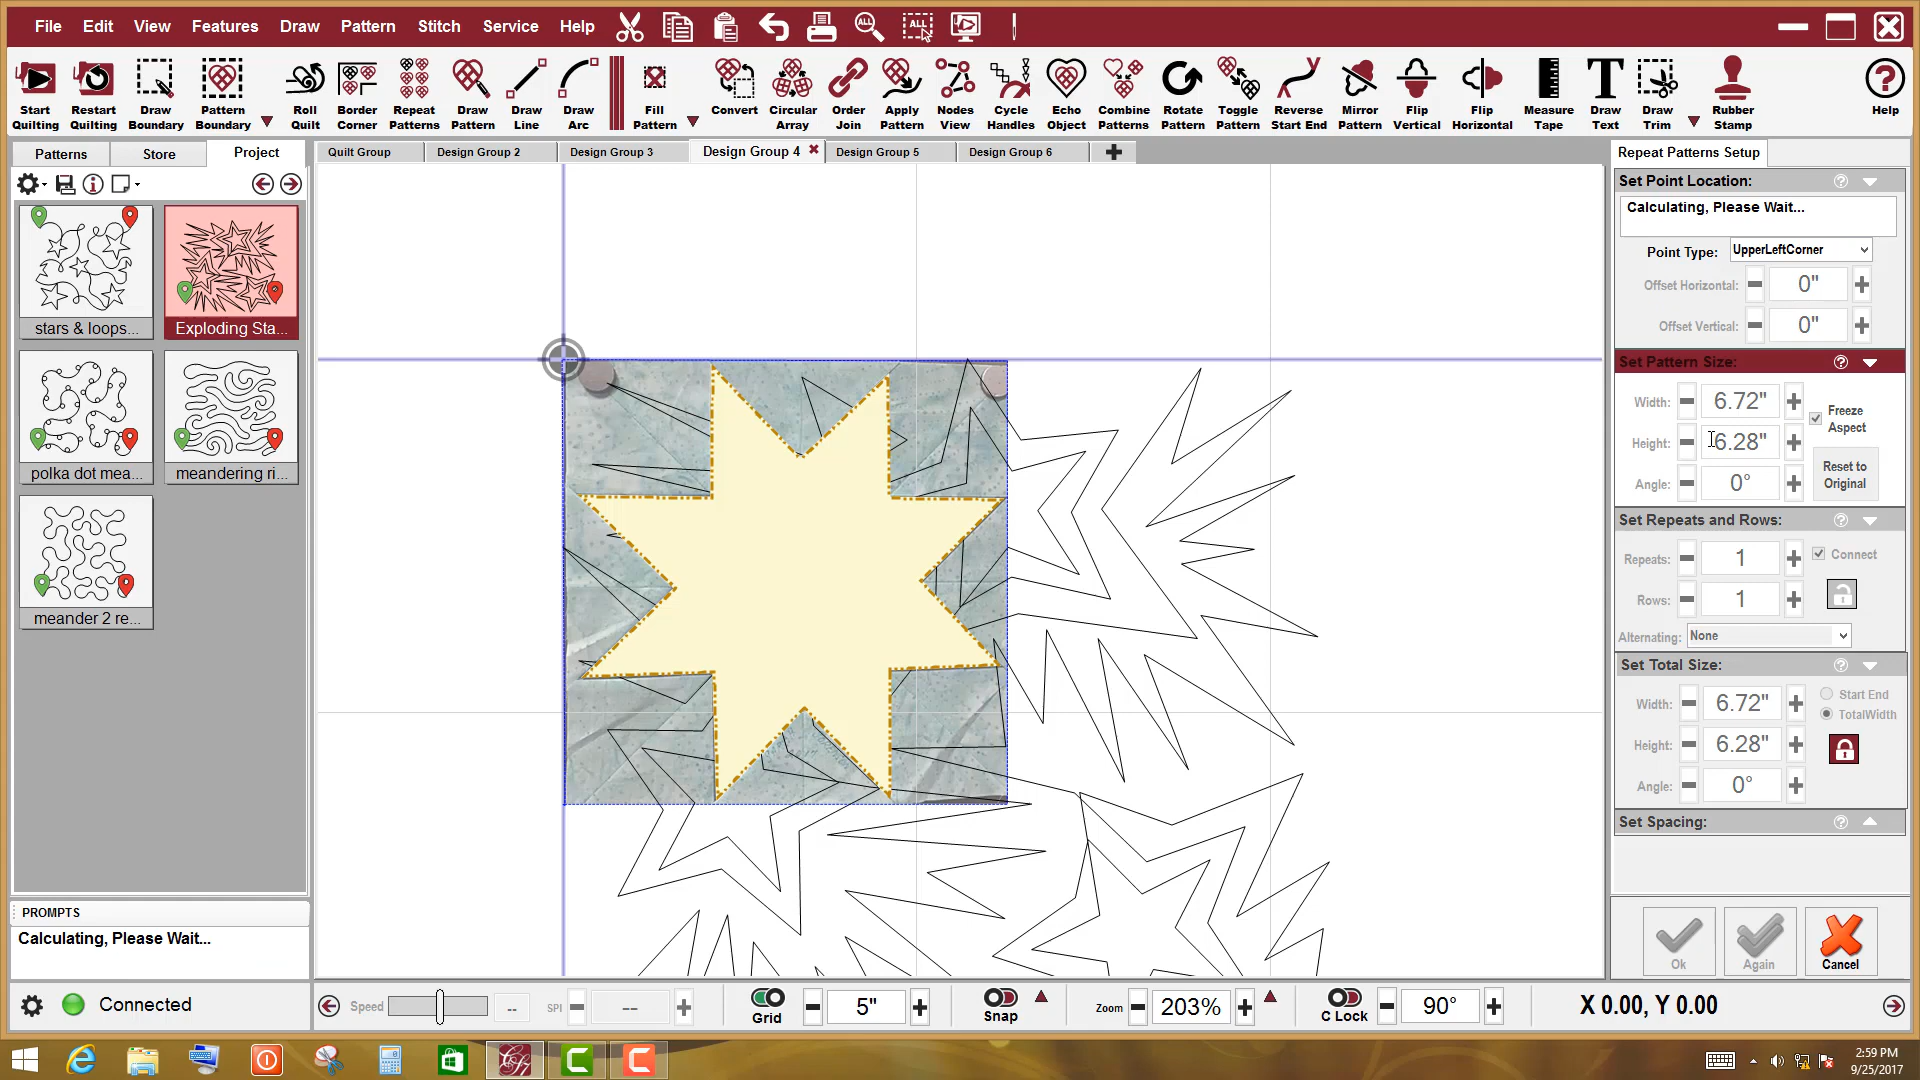 File Edit View Features Draw Pattern Stitch Service Help ALL ALL
Start Quilting
Restart Quilting
Draw Boundary
Pattern Boundary
Roll Quilt
Border Corner
Repeat Patterns
Draw Pattern
Draw Line
Draw Arc
Fill Pattern
Convert
Circular Array
Order Join
Apply Pattern
Nodes View
Cycle Handles
Echo Object
Combine Patterns
Rotate Pattern
Toggle Pattern
Reverse Start End
Mirror Pattern
Flip Vertical
Flip Horizontal
Measure Tape
Draw Text
Draw Trim
Rubber Stamp
Help
Patterns Store Project
Quilt Group Design Group 2 Design Group 3 Design Group 4 Design Group 5 Design Group 6
stars & loops...
Exploding Sta...
polka dot mea...
meandering ri...
meander 2 re...
PROMPTS
Calculating, Please Wait...
Repeat Patterns Setup
Set Point Location:
Calculating, Please Wait...
Point Type: UpperLeftCorner
Offset Horizontal: 0"
Offset Vertical: 0"
Set Pattern Size:
Width: 6.72"
Height: 6.28"
Angle: 0°
Freeze Aspect
Reset to Original
Set Repeats and Rows:
Repeats: 1 Connect
Rows: 1
Alternating: None
Set Total Size:
Width: 6.72"
Height: 6.28"
Angle: 0°
Start End
TotalWidth
Set Spacing:
Ok Again Cancel
Connected
Speed -- SPI -- Grid 5" Snap Zoom 203% C Lock 90° X 0.00, Y 0.00
2:59 PM
9/25/2017